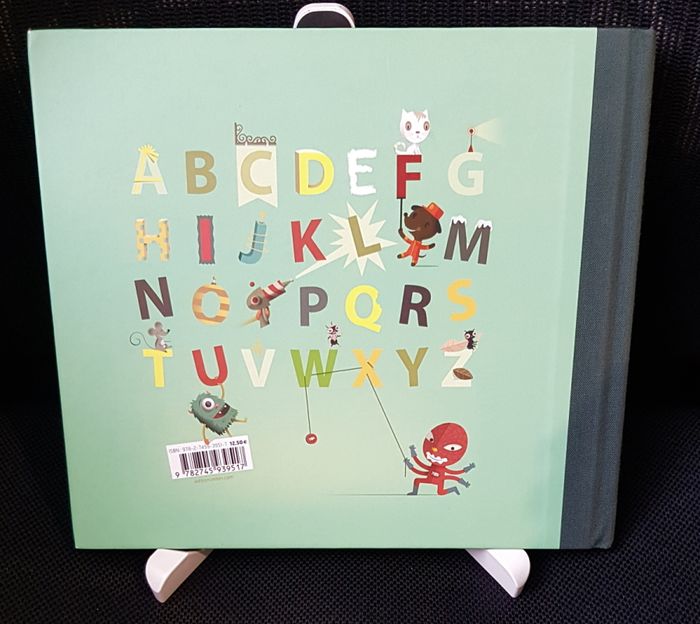 A B C D E F G
H I J K L M
N O P Q R S
T U V W X Y Z
ISBN: 978-2-7459-3951-7 12,50 €
9 782745 939517